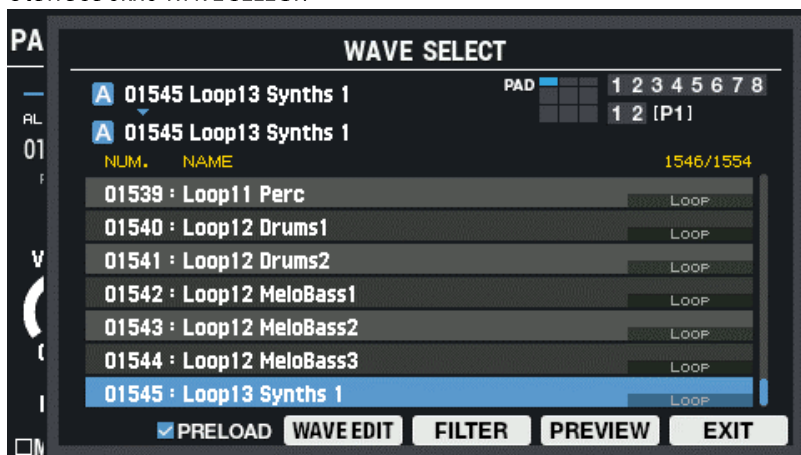 PA
WAVE SELECT
A 01545 Loop13 Synths 1
PAD 1 2 3 4 5 6 7 8
AL
A 01545 Loop13 Synths 1
1 2 [P1]
01
NUM. NAME 1546/1554
01539 : Loop11 Perc LOOP
01540 : Loop12 Drums1 LOOP
01541 : Loop12 Drums2 LOOP
V
01542 : Loop12 MeloBass1 LOOP
01543 : Loop12 MeloBass2 LOOP
01544 : Loop12 MeloBass3 LOOP
01545 : Loop13 Synths 1 LOOP
PRELOAD WAVE EDIT FILTER PREVIEW EXIT